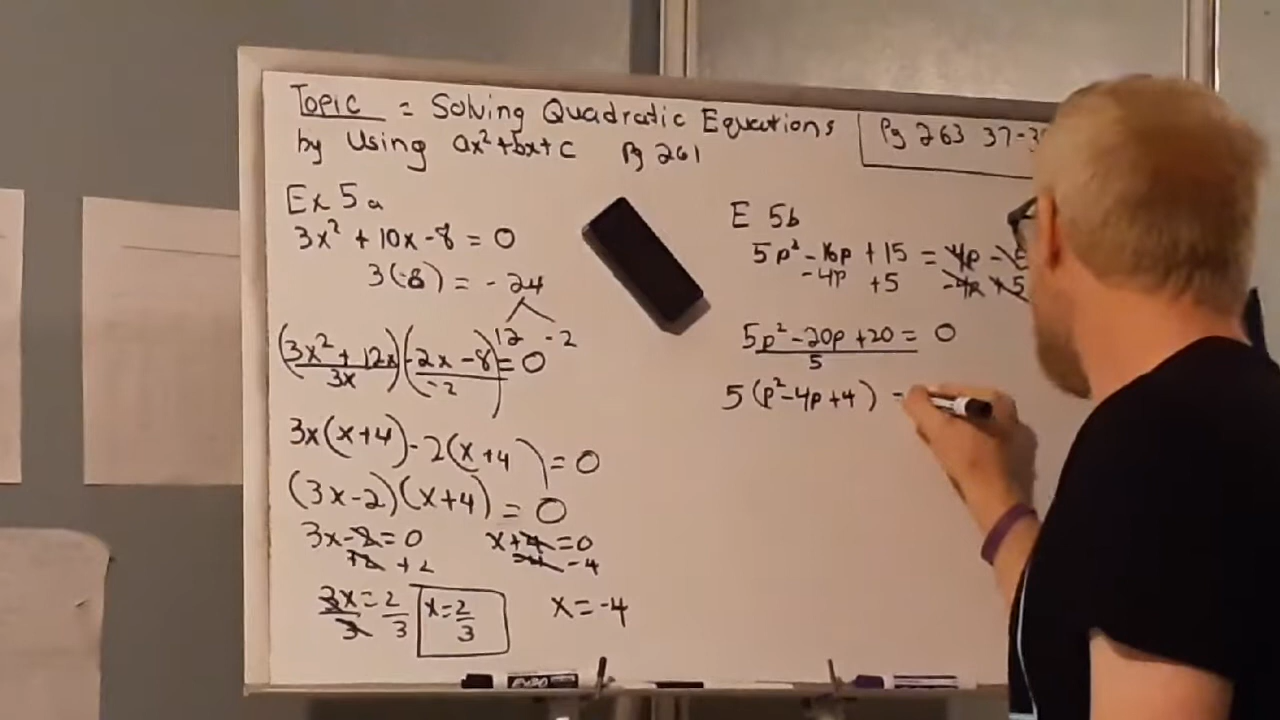 Topic = Solving Quadratic Equations
by Using ax²+bx+c Pg 261
Pg 263 37-3
Ex 5a
3x² + 10x - 8 = 0
3(-8) = -24
12 -2
(3x² + 12x)(-2x - 8) = 0
3x -2
3x(x+4) - 2(x+4) = 0
(3x-2)(x+4) = 0
3x - 2 = 0 x + 4 = 0
+2 +2 -4 -4
3x = 2 x = 2 x = -4
3 3 3
E 5b
5p² - 16p + 15 = 4p -
-4p +5 -4p +5
5p² - 20p + 20 = 0
5
5(p² - 4p + 4) =
EXPO